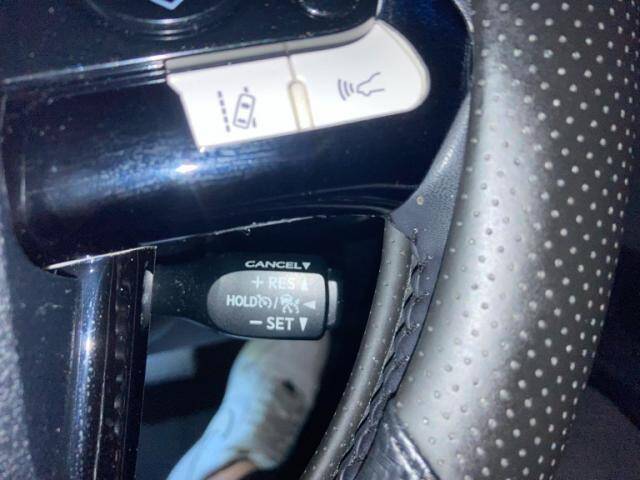 CANCEL▼
+ RES ▲
HOLD / ◄
− SET ▼